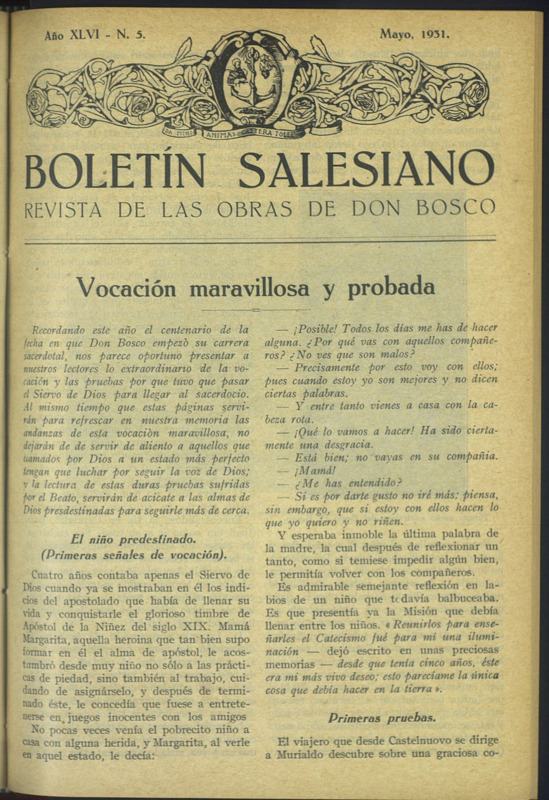 Año XLVI - N. 5.
Mayo, 1931.
DA MIHI ANIMAS CÆTERA TOLLE
BOLETÍN SALESIANO
REVISTA DE LAS OBRAS DE DON BOSCO
Vocación maravillosa y probada
Recordando este año el centenario de la
fecha en que Don Bosco empezò su carrera
sacerdotal, nos parece oportuno presentar a
nuestros lectores lo extraordinario de la vo-
cación y las pruebas por que tuvo que pasar
el Siervo de Dios para llegar al sacerdocio.
Al mismo tiempo que estas páginas servi-
rán para refrescar en nuestra memoria las
andanzas de esta vocaciòn maravillosa, no
dejarán de de servir de aliento a aquellos que
llamados por Dios a un estado más perfecto
tengan que luchar por seguir la voz de Dios;
y la lectura de estas duras pruebas sufridas
por el Beato, servirán de acicate a las almas de
Dios presdestinadas para seguirle más de cerca.
El niño predestinado.
(Primeras señales de vocación).
Cuatro años contaba apenas el Siervo de
Dios cuando ya se mostraban en él los indi-
cios del apostolado que había de llenar su
vida y conquistarle el glorioso timbre de
Apóstol de la Niñez del siglo XIX. Mamá
Margarita, aquella heroina que tan bien supo
formar en él el alma de apóstol, le acos-
tumbró desde muy niño no sólo a las prácti-
cas de piedad, sino también al trabajo, cui-
dando de asignárselo, y después de termi-
nado éste, le concedía que fuese a entrete-
nerse en juegos inocentes con los amigos
No pocas veces venía el pobrecito niño a
casa con alguna herida, y Margarita, al verle
en aquel estado, le decía:
— ¡Posible! Todos los días me has de hacer
alguna. ¿Por qué vas con aquellos compañe-
ros? ¿No ves que son malos?
— Precisamente por esto voy con ellos;
pues cuando estoy yo son mejores y no dicen
ciertas palabras.
— Y entre tanto vienes a casa con la ca-
beza rota.
— ¡Qué lo vamos a hacer! Ha sido cierta-
mente una desgracia.
— Está bien; no vayas en su compañia.
— ¡Mamá!
— ¿Me has entendido?
— Si es por darte gusto no iré más; piensa,
sin embargo, que si estoy con ellos hacen lo
que yo quiero y no riñen.
Y esperaba inmoble la última palabra de
la madre, la cual después de reflexionar un
tanto, como si temiese impedir algún bien,
le permitía volver con los compañeros.
Es admirable semejante reflexión en la-
bios de un niño que todavía balbuceaba.
Es que presentía ya la Misión que debía
llenar entre los niños. « Reunirlos para ense-
ñarles el Catecismo fué para mí una ilumi-
nación — dejó escrito en unas preciosas
memorias — desde que tenía cinco años, éste
era mi más vivo deseo; esto parecíame la única
cosa que debía hacer en la tierra ».
Primeras pruebas.
El viajero que desde Castelnuovo se dirige
a Murialdo descubre sobre una graciosa co-